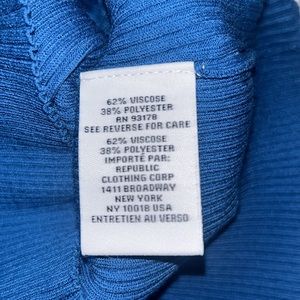 62% VISCOSE
38% POLYESTER
RN 93178
SEE REVERSE FOR CARE
62% VISCOSE
38% POLYESTER
IMPORTÉ PAR:
REPUBLIC
CLOTHING CORP
1411 BROADWAY
NEW YORK
NY 10018 USA
ENTRETIEN AU VERSO